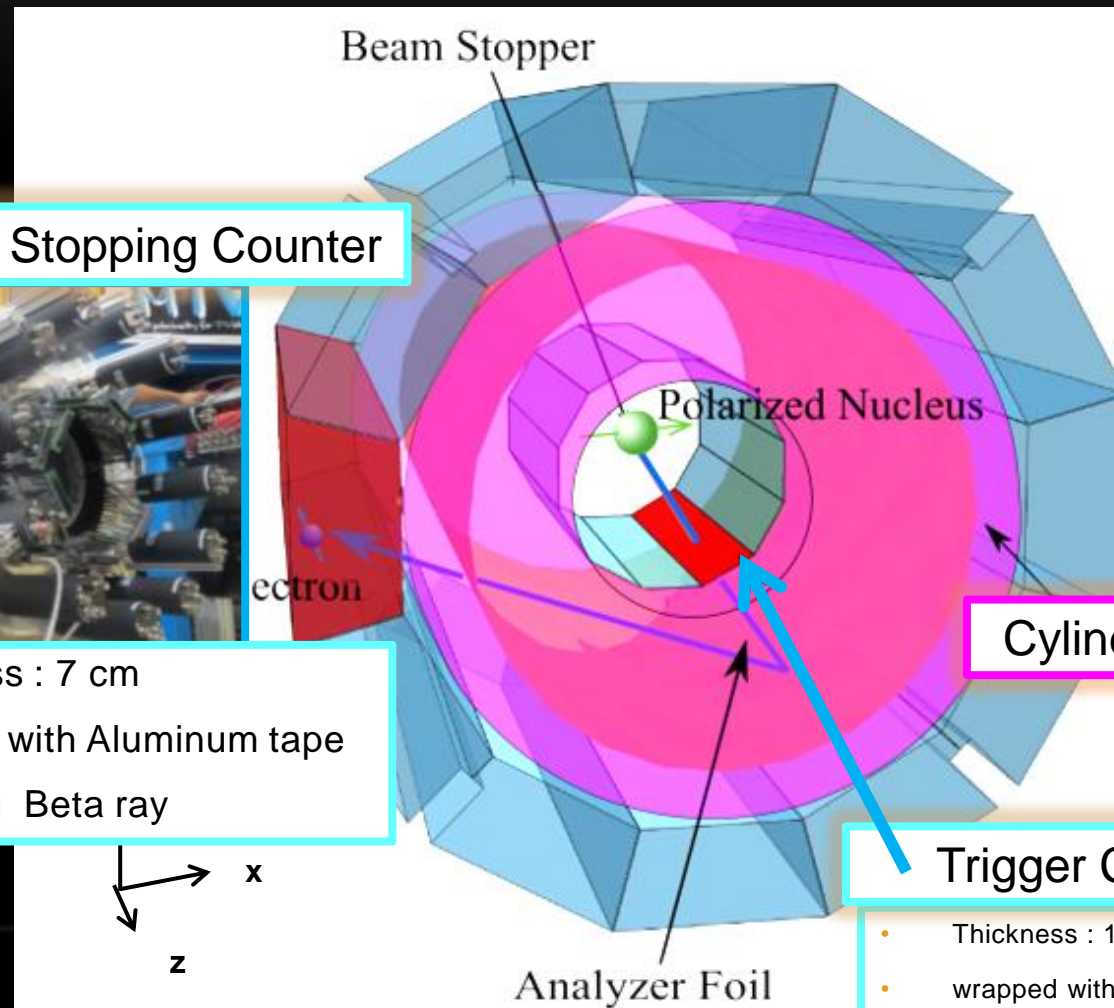 Beam Stopper
Stopping Counter
Polarized Nucleus
ectron
Cylin
ss : 7 cm
with Aluminum tape
Beta ray
x
z
Trigger C
• Thickness : 1
• wrapped with
Analyzer Foil